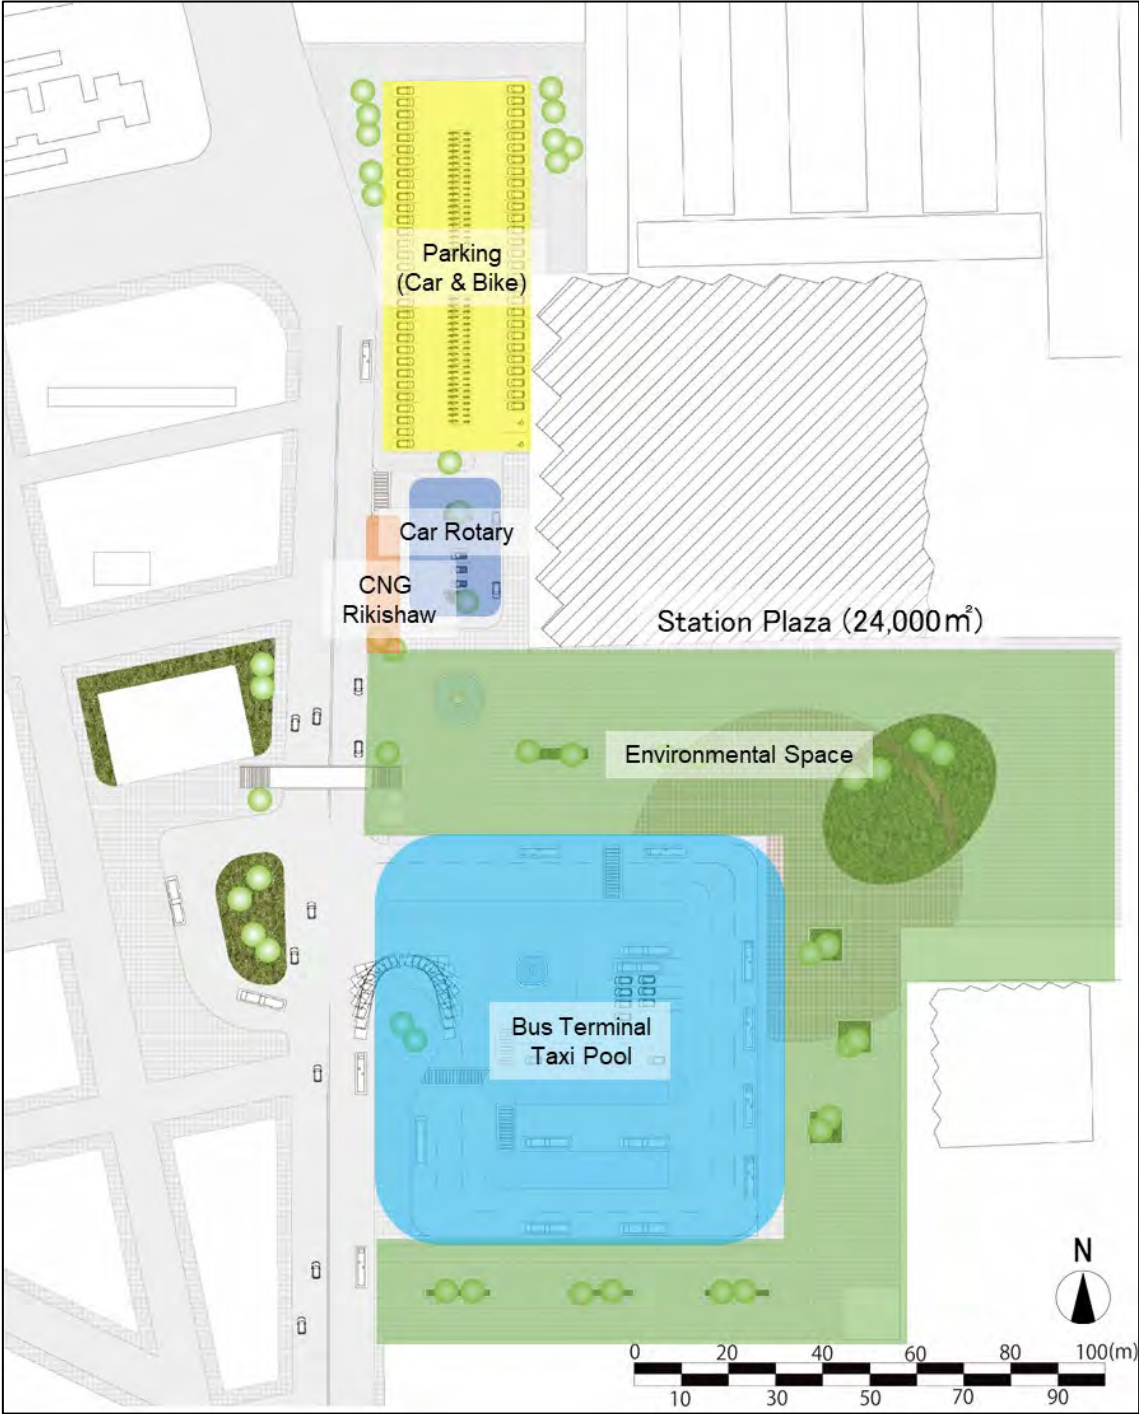 Parking
(Car & Bike)
Car Rotary
CNG
Rikishaw
Station Plaza (24,000㎡)
Environmental Space
Bus Terminal
Taxi Pool
N
0 20 40 60 80 100(m)
10 30 50 70 90